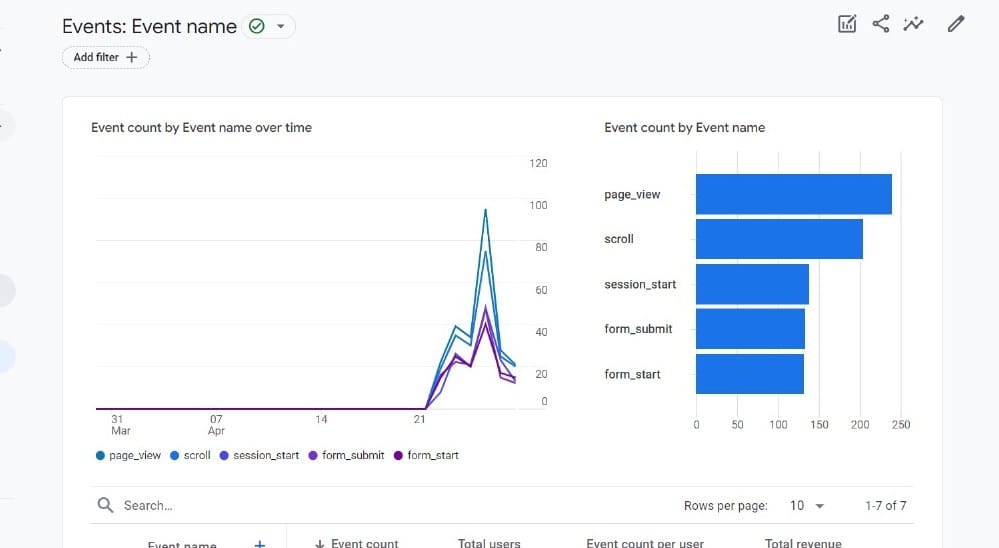 Events: Event name
Add filter +
Event count by Event name over time
120
100
80
60
40
20
0
31
Mar
07
Apr
14
21
page_view
scroll
session_start
form_submit
form_start
Event count by Event name
page_view
scroll
session_start
form_submit
form_start
0 50 100 150 200 250
Search...
Rows per page: 10
1-7 of 7
Event name +
Event count
Total users
Event count per user
Total revenue